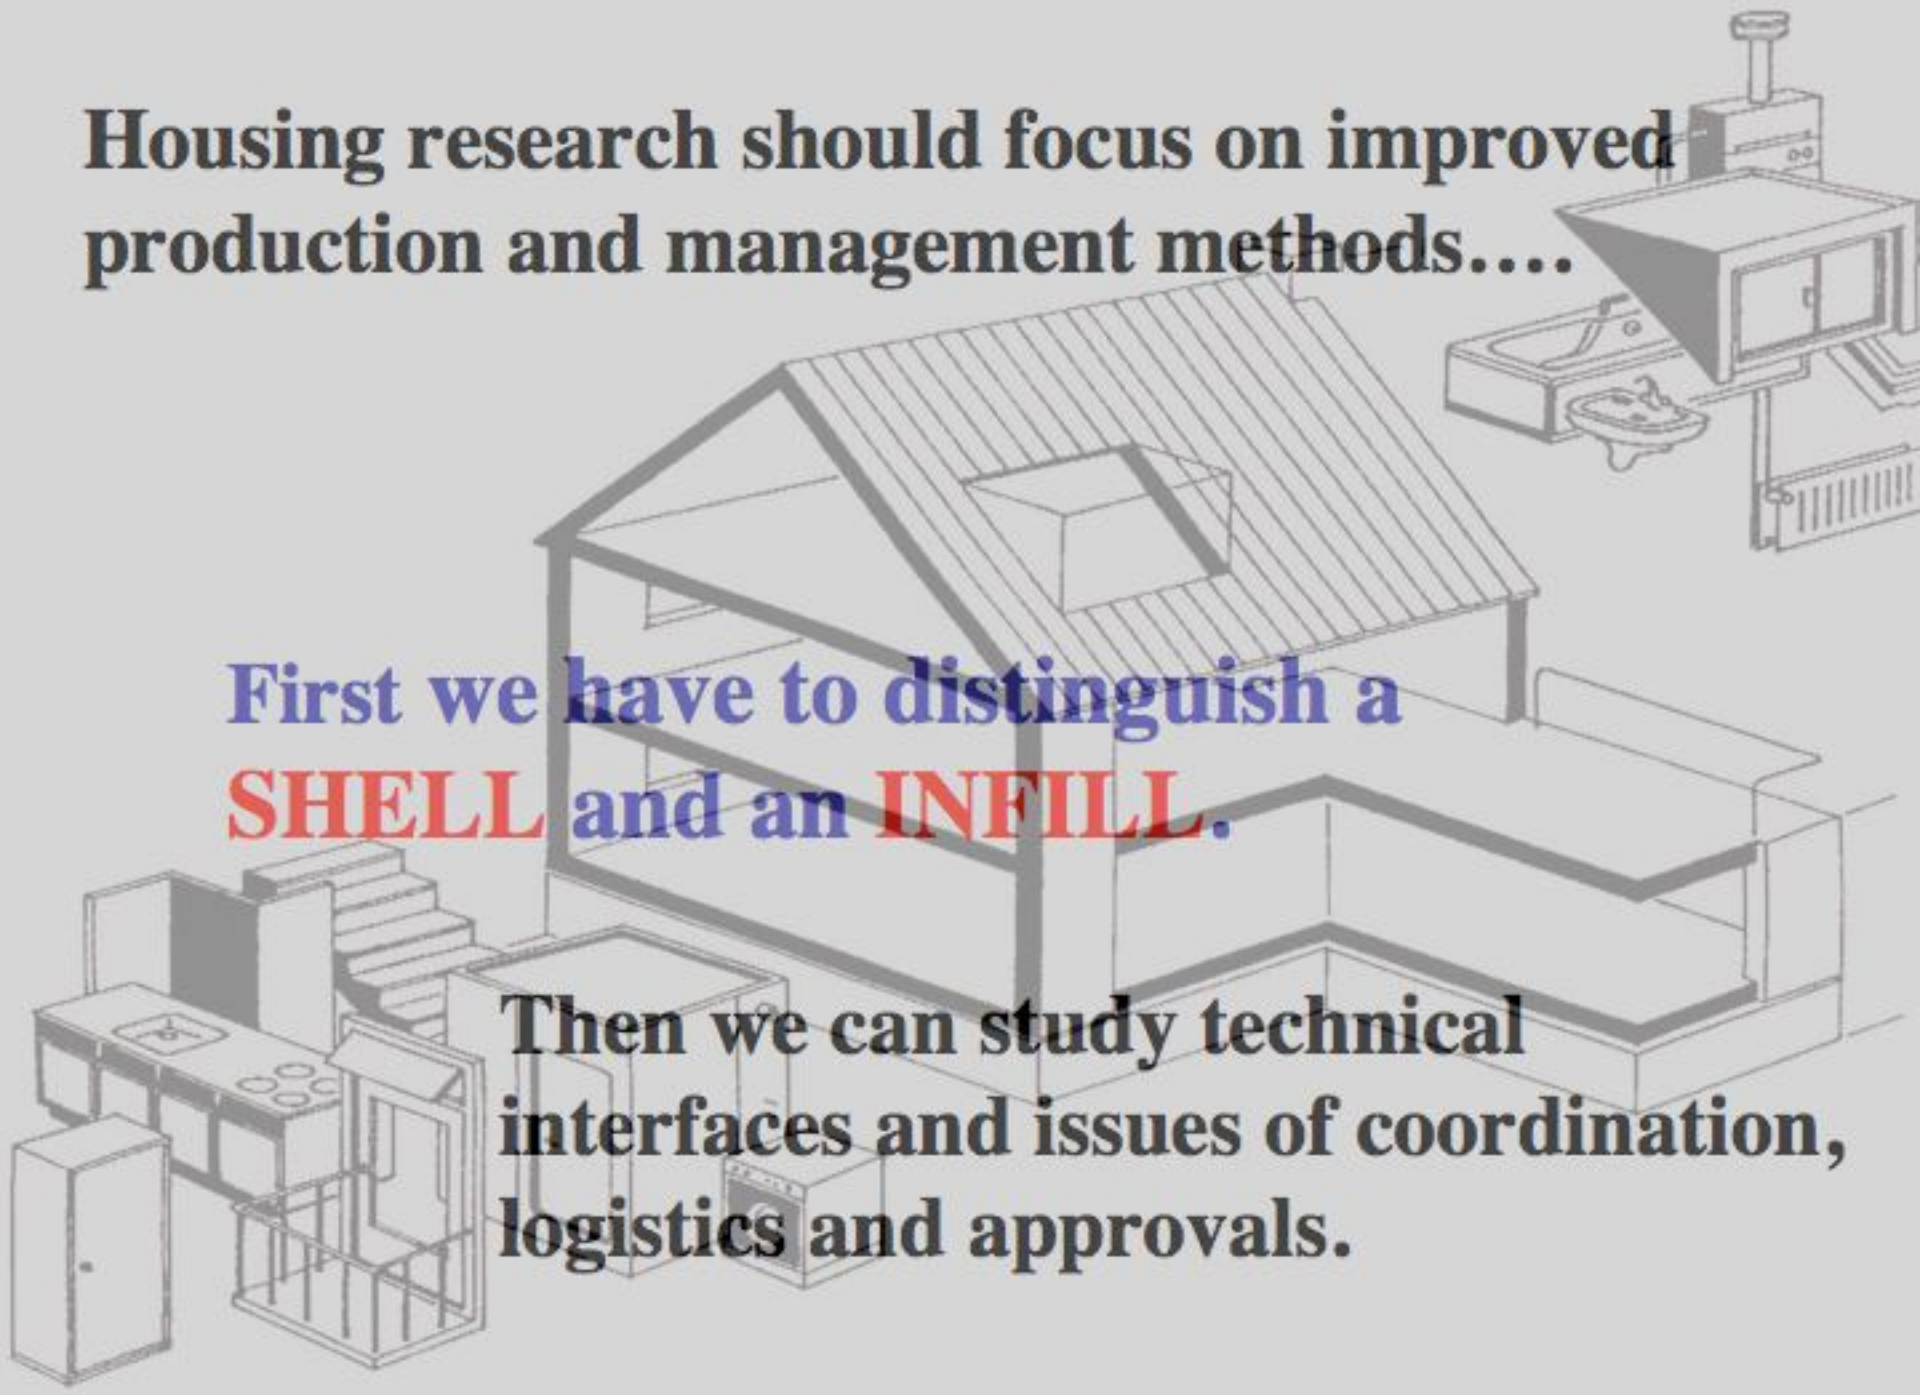 Housing research should focus on improved
production and management methods....
First we have to distinguish a
SHELL and an INFILL.
Then we can study technical
interfaces and issues of coordination,
logistics and approvals.